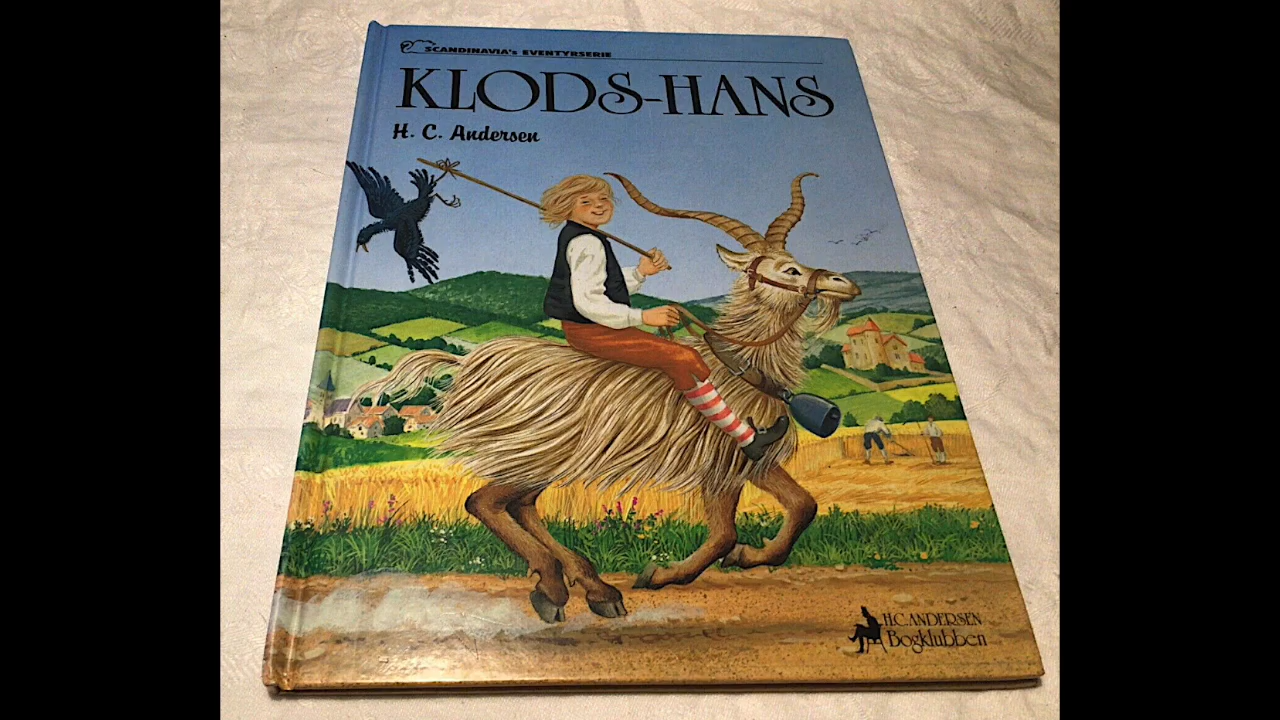 SCANDINAVIA's EVENTYRSERIE
KLODS-HANS
H. C. Andersen
H.C. ANDERSEN
Bogklubben